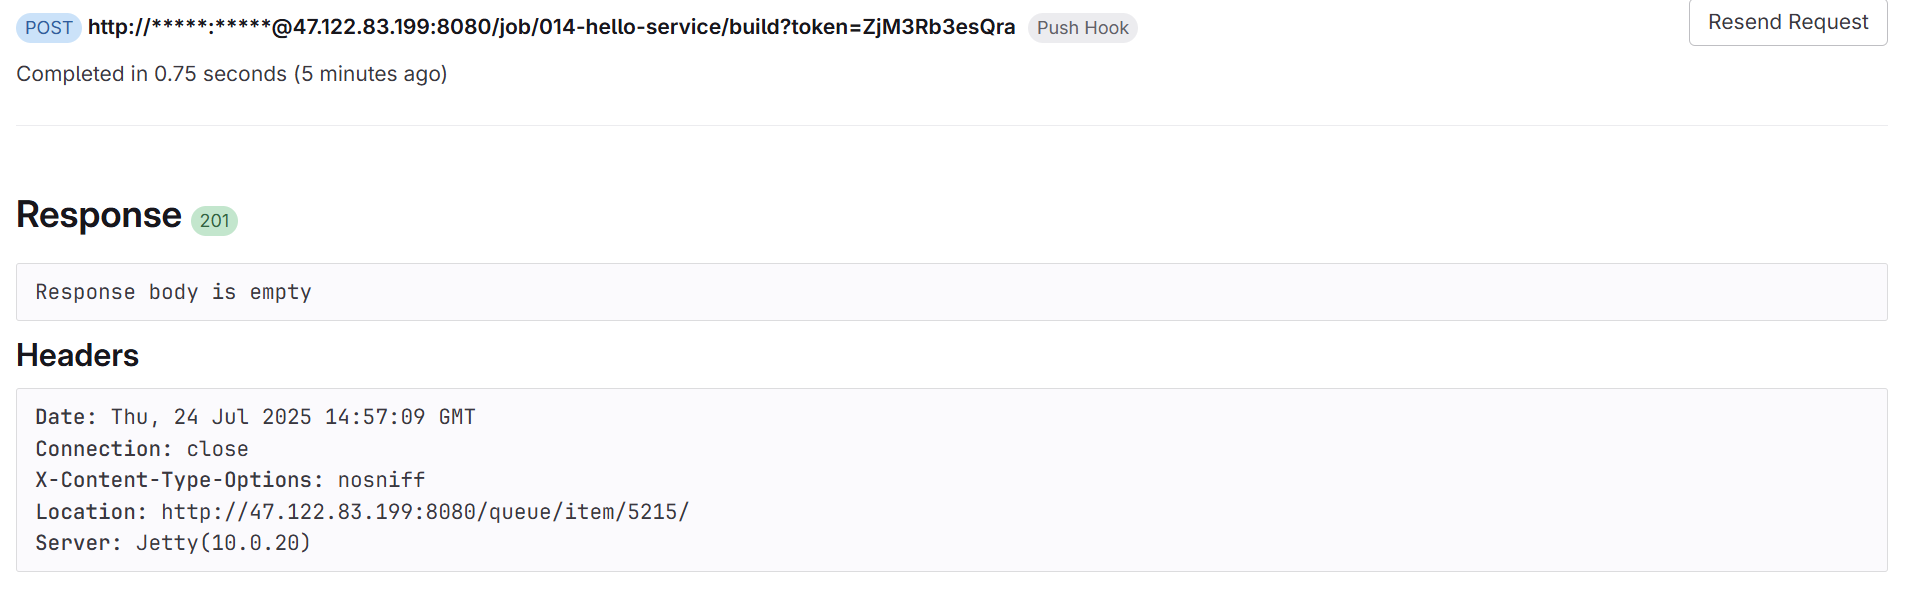 POST http://*****:*****@47.122.83.199:8080/job/014-hello-service/build?token=ZjM3Rb3esQra Push Hook Resend Request
Completed in 0.75 seconds (5 minutes ago)
Response 201
Response body is empty
Headers
Date: Thu, 24 Jul 2025 14:57:09 GMT
Connection: close
X-Content-Type-Options: nosniff
Location: http://47.122.83.199:8080/queue/item/5215/
Server: Jetty(10.0.20)